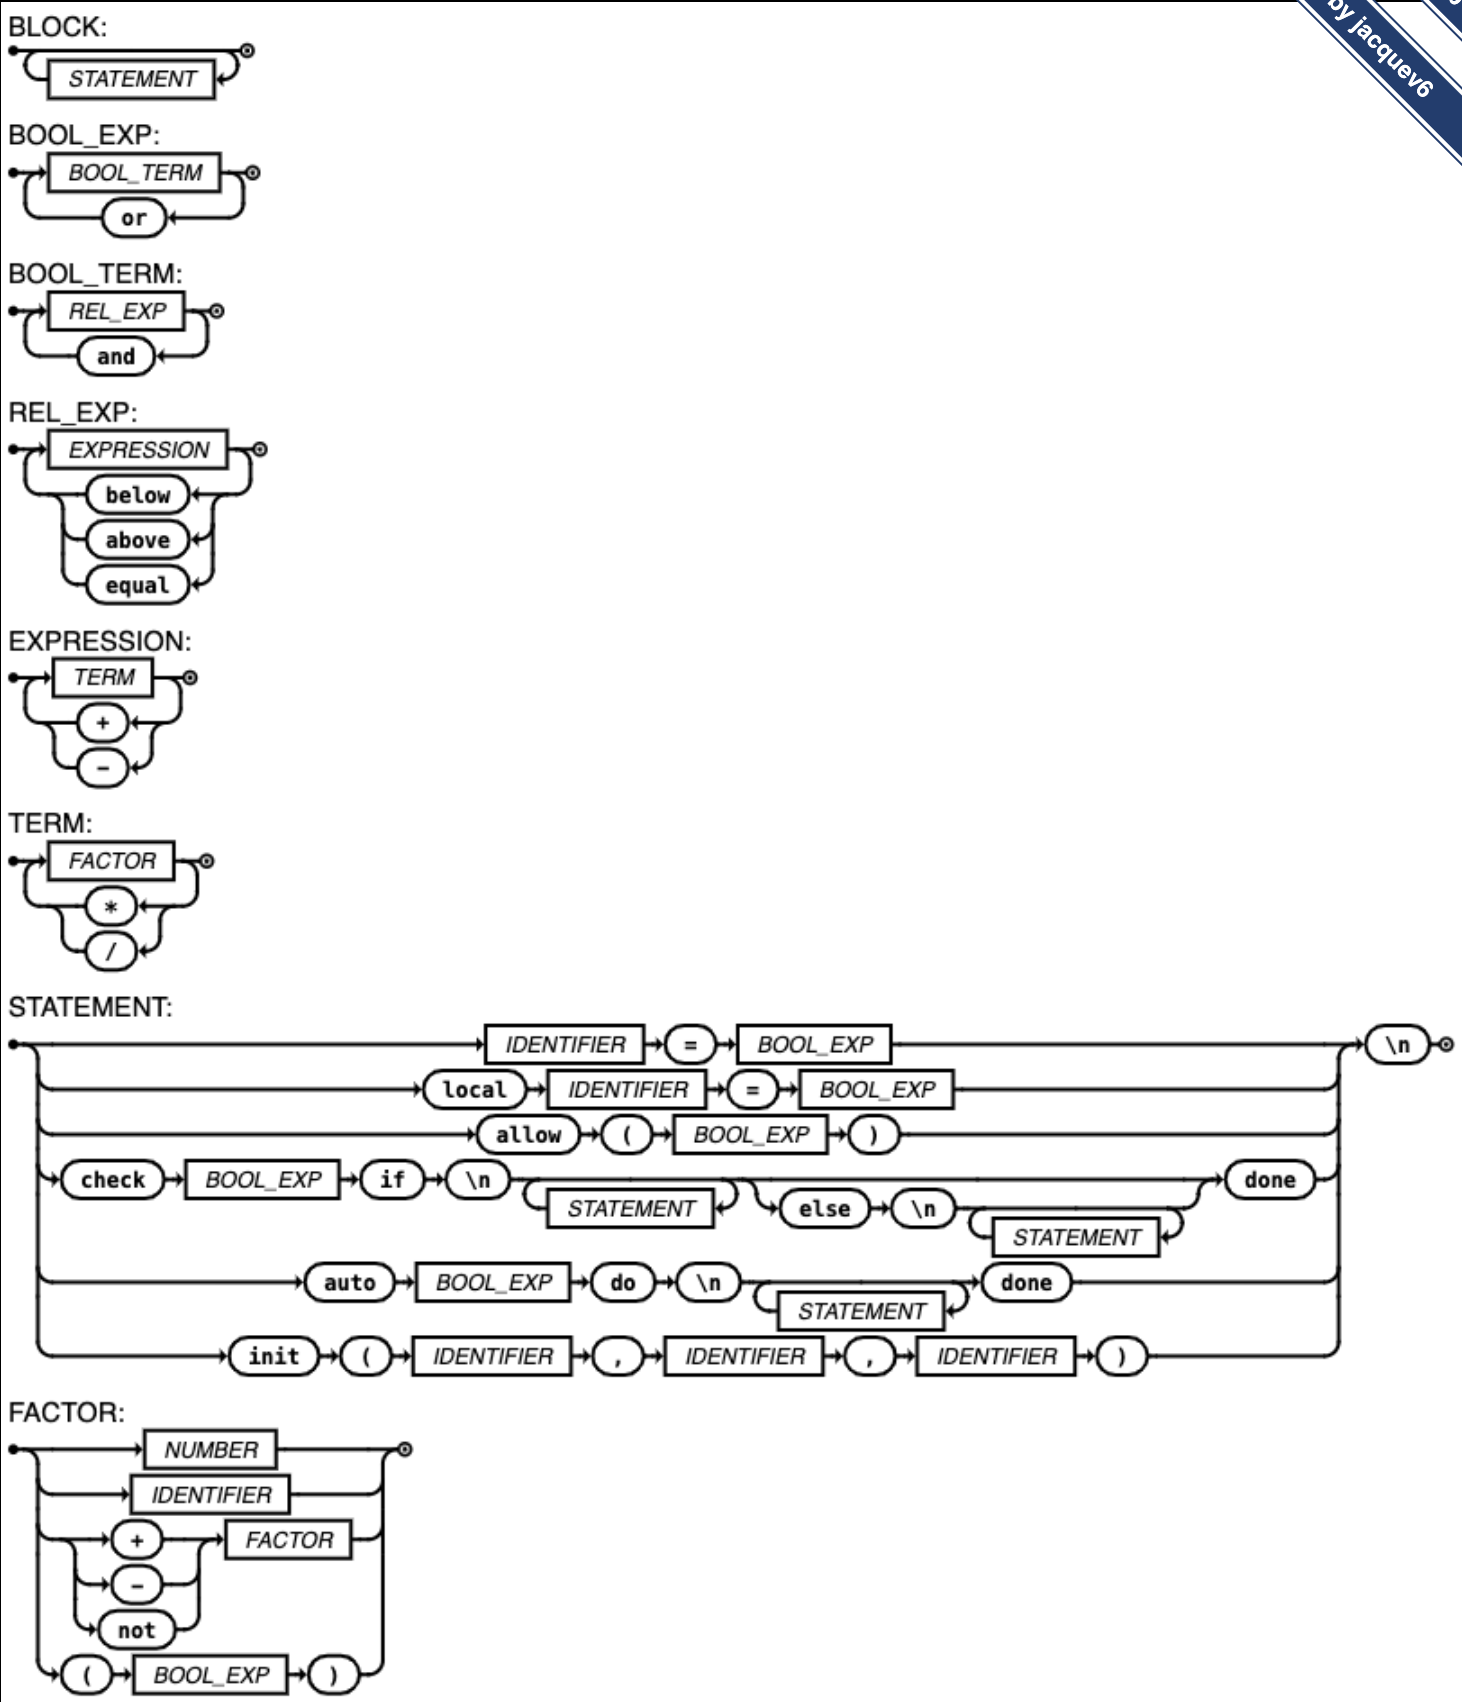 by jacquev6
BLOCK:
STATEMENT
BOOL_EXP:
BOOL_TERM
or
BOOL_TERM:
REL_EXP
and
REL_EXP:
EXPRESSION
below
above
equal
EXPRESSION:
TERM
+
-
TERM:
FACTOR
*
/
STATEMENT:
IDENTIFIER = BOOL_EXP \n
local IDENTIFIER = BOOL_EXP
allow ( BOOL_EXP )
check BOOL_EXP if \n done
STATEMENT else \n
STATEMENT
auto BOOL_EXP do \n done
STATEMENT
init ( IDENTIFIER , IDENTIFIER , IDENTIFIER )
FACTOR:
NUMBER
IDENTIFIER
+ FACTOR
-
not
( BOOL_EXP )